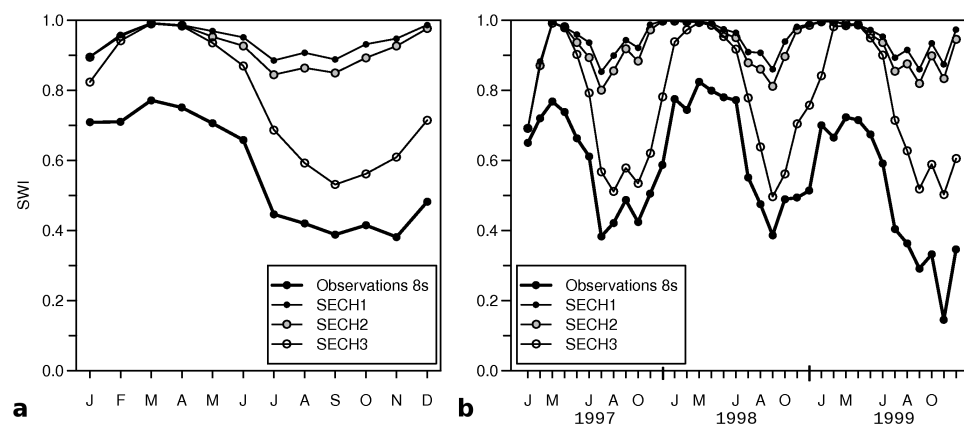 SWI
1.0
0.8
0.6
0.4
0.2
0.0
Observations 8s
SECH1
SECH2
SECH3
J F M A M J J A S O N D
a
1.0
0.8
0.6
0.4
0.2
0.0
Observations 8s
SECH1
SECH2
SECH3
J M J A O J M J A O J M J A O
1997 1998 1999
b